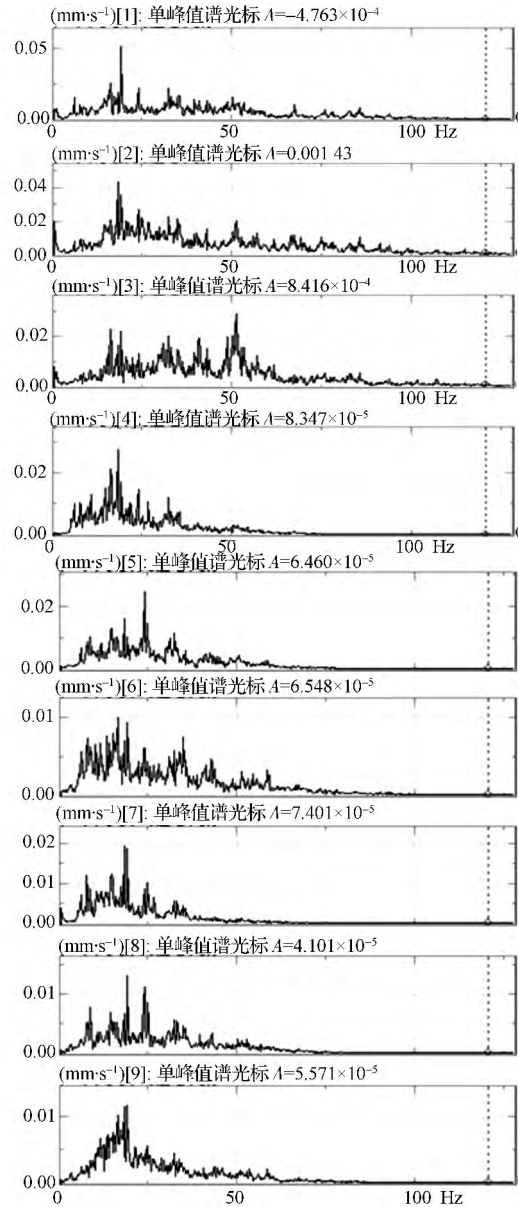 (mm·s⁻¹)[1]: 单峰值谱光标 A=−4.763×10⁻⁴
0.05
0.00
0 50 100 Hz
(mm·s⁻¹)[2]: 单峰值谱光标 A=0.001 43
0.04
0.02
0.00
0 50 100 Hz
(mm·s⁻¹)[3]: 单峰值谱光标 A=8.416×10⁻⁴
0.02
0.00
0 50 100 Hz
(mm·s⁻¹)[4]: 单峰值谱光标 A=8.347×10⁻⁵
0.02
0.00
0 50 100 Hz
(mm·s⁻¹)[5]: 单峰值谱光标 A=6.460×10⁻⁵
0.02
0.00
(mm·s⁻¹)[6]: 单峰值谱光标 A=6.548×10⁻⁵
0.01
0.00
(mm·s⁻¹)[7]: 单峰值谱光标 A=7.401×10⁻⁵
0.02
0.01
0.00
(mm·s⁻¹)[8]: 单峰值谱光标 A=4.101×10⁻⁵
0.01
0.00
(mm·s⁻¹)[9]: 单峰值谱光标 A=5.571×10⁻⁵
0.01
0.00
0 50 100 Hz